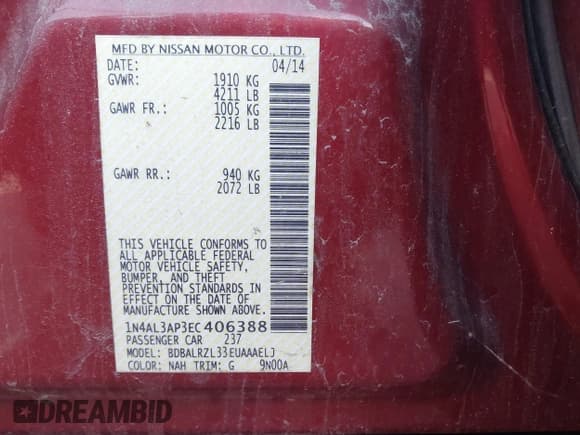 MFD BY NISSAN MOTOR CO., LTD.
DATE: 04/14
GVWR: 1910 KG
4211 LB
GAWR FR.: 1005 KG
2216 LB
GAWR RR.: 940 KG
2072 LB
THIS VEHICLE CONFORMS TO
ALL APPLICABLE FEDERAL
MOTOR VEHICLE SAFETY,
BUMPER, AND THEFT
PREVENTION STANDARDS IN
EFFECT ON THE DATE OF
MANUFACTURE SHOWN ABOVE.
1N4AL3AP3EC406388
PASSENGER CAR 237
MODEL: BDBALRZL33EUAAAELJ
COLOR: NAH TRIM: G 9N00A
DREAMBID